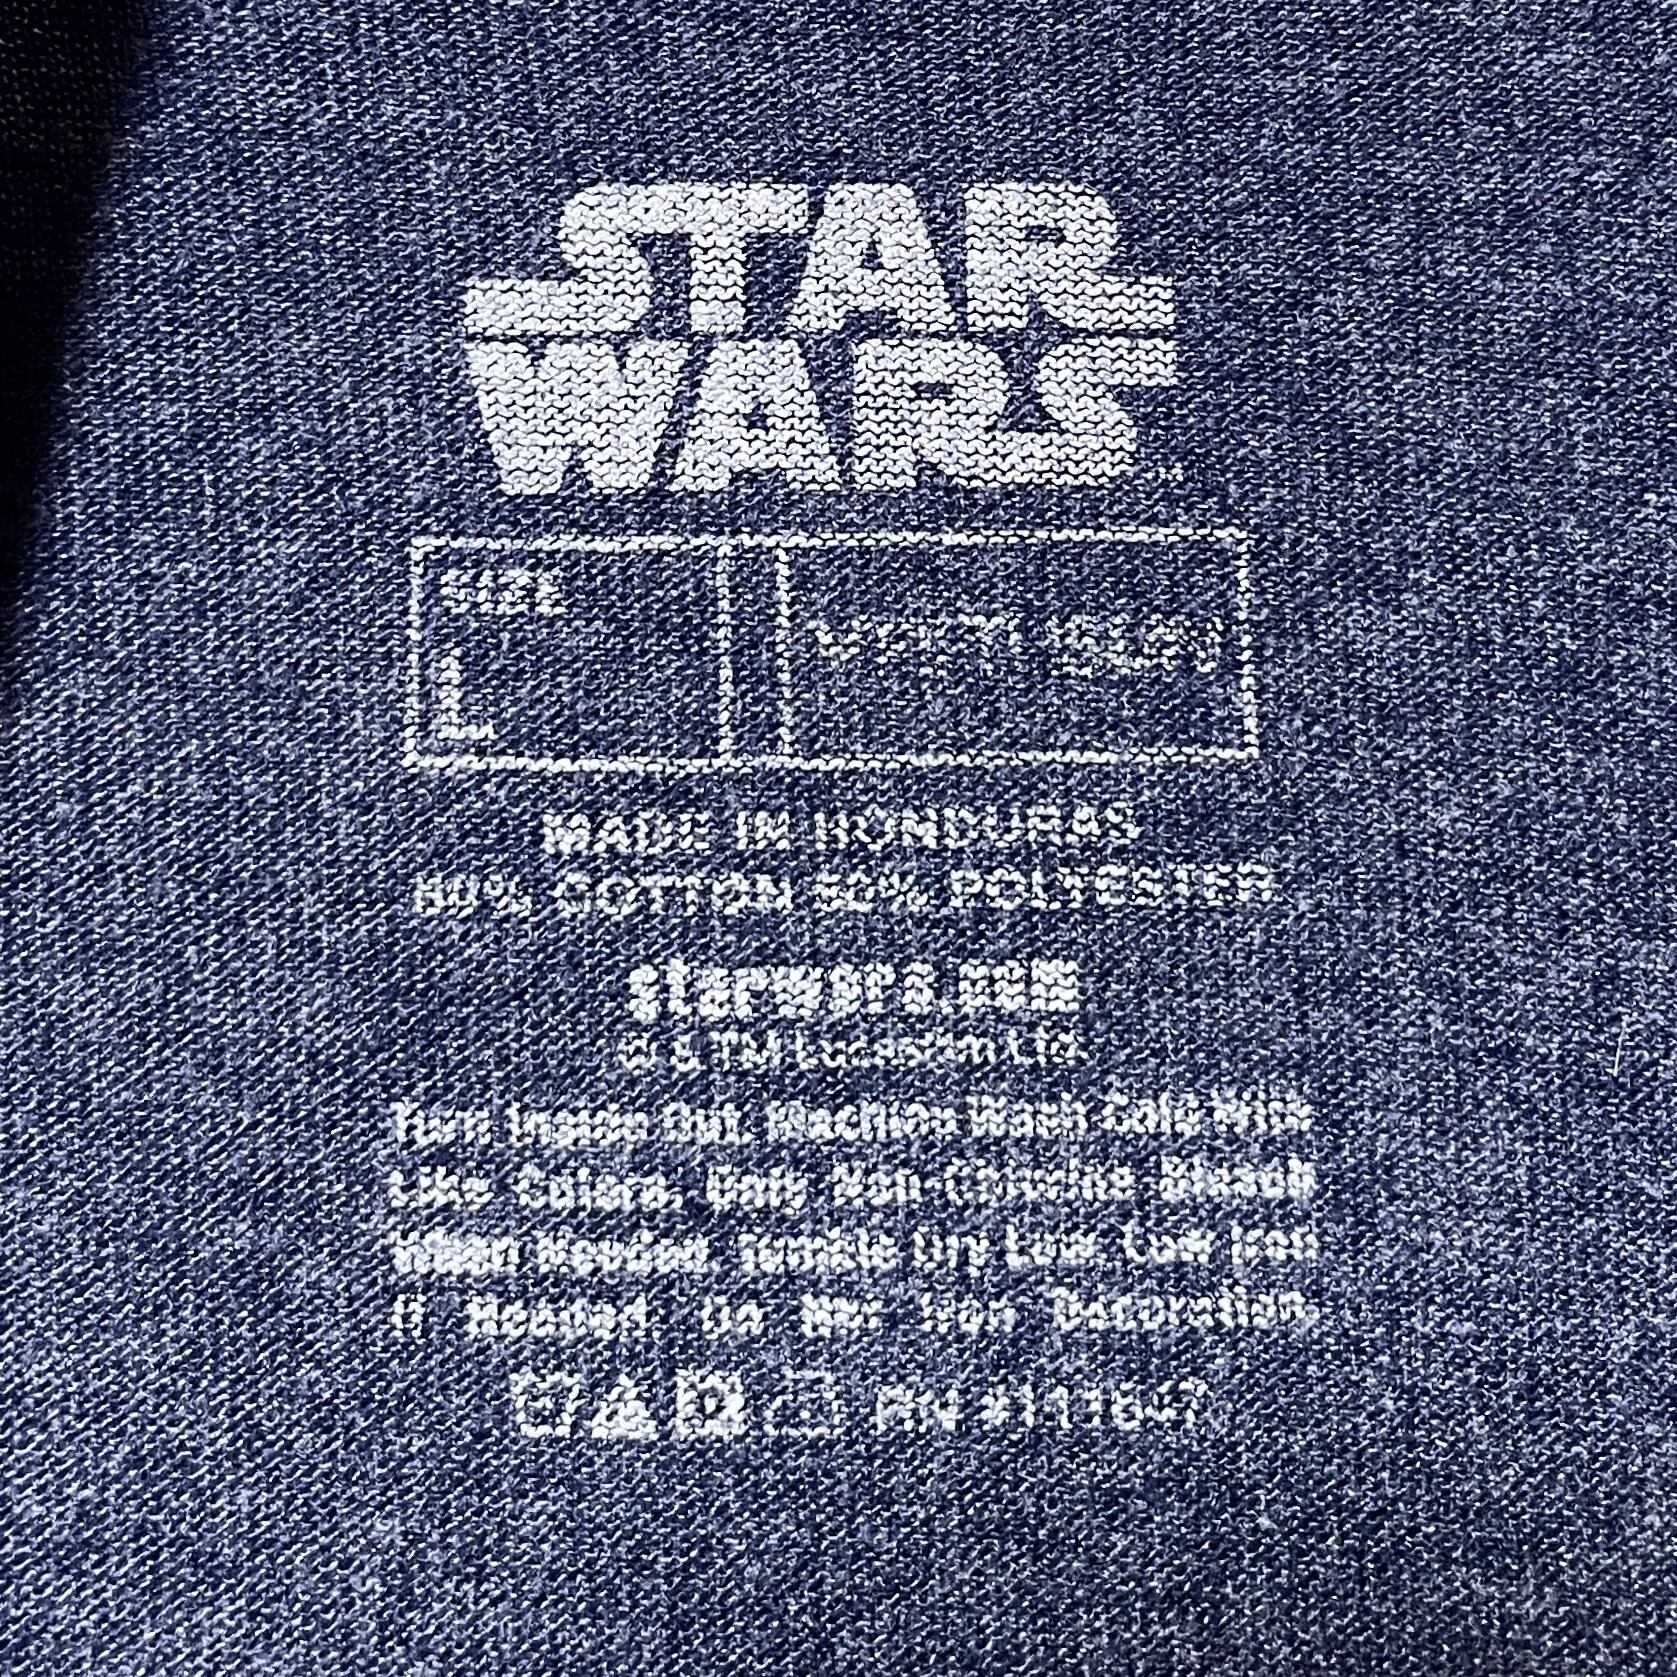 STAR
WARS
SIZE
L
MADE IN HONDURAS
50% COTTON 50% POLYESTER
starwars.com
© & TM Lucasfilm Ltd.
Turn Inside Out. Machine Wash Cold With
Like Colors. Only Non-Chlorine Bleach
When Needed. Tumble Dry Low. Cool Iron
If Needed. Do Not Iron Decoration.
RN #111647